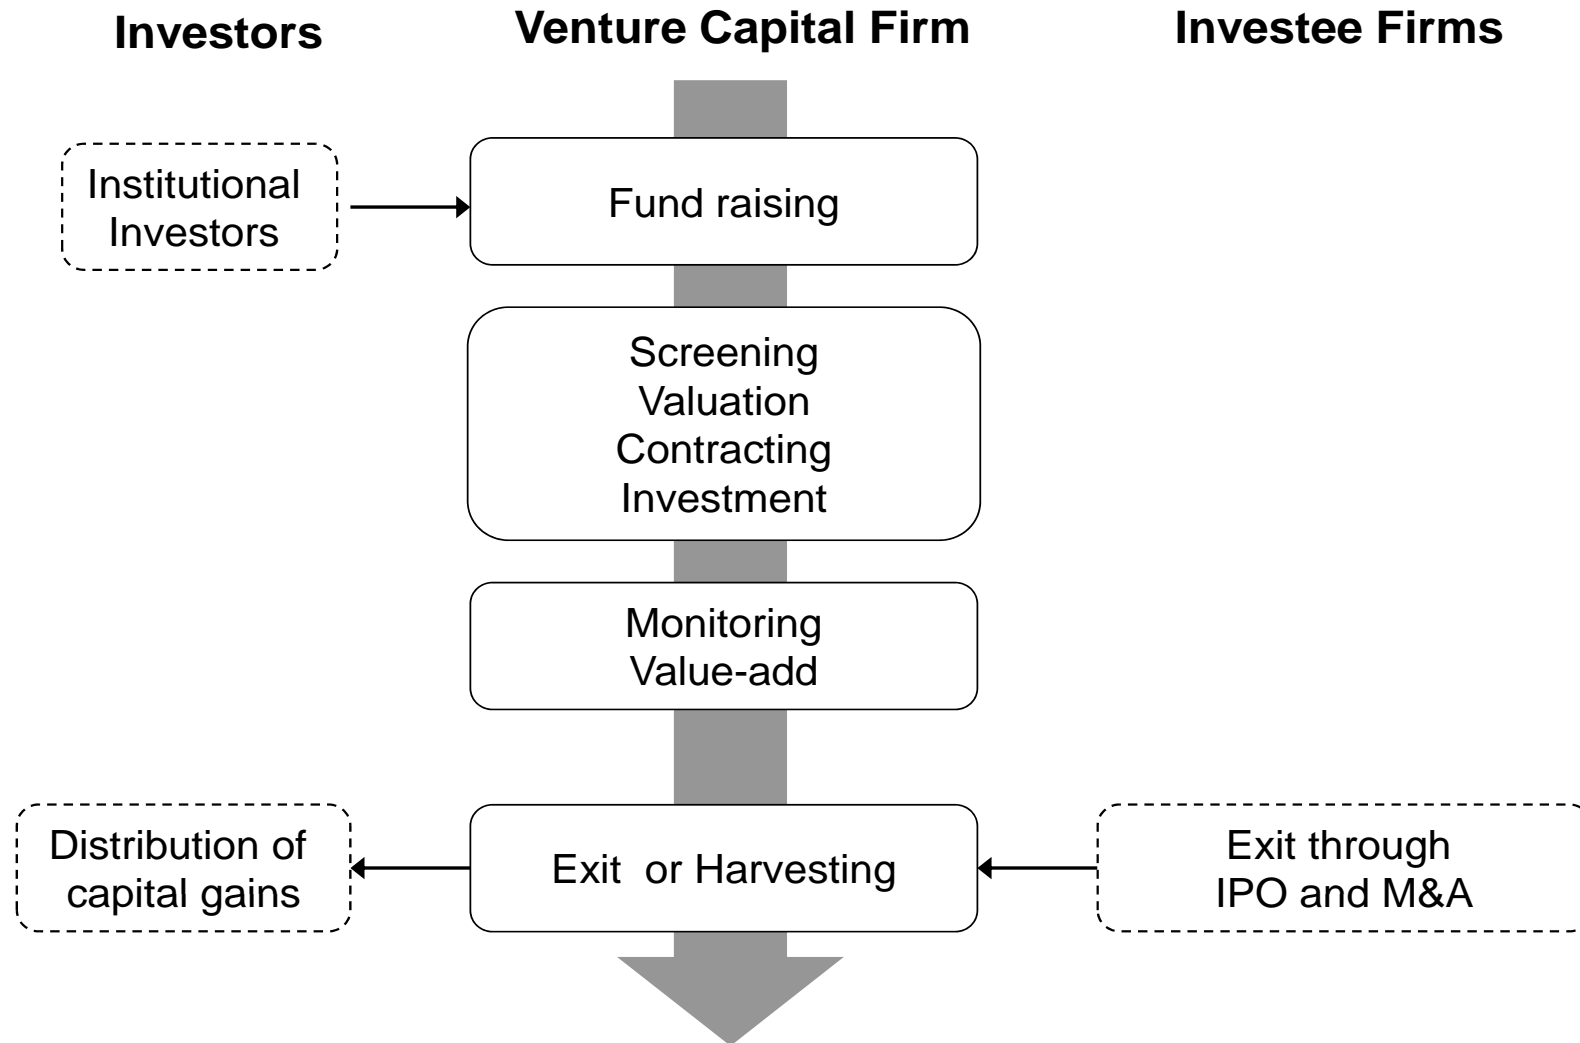 Investors
Venture Capital Firm
Investee Firms
Institutional
Investors
Fund raising
Screening
Valuation
Contracting
Investment
Monitoring
Value-add
Distribution of
capital gains
Exit or Harvesting
Exit through
IPO and M&A